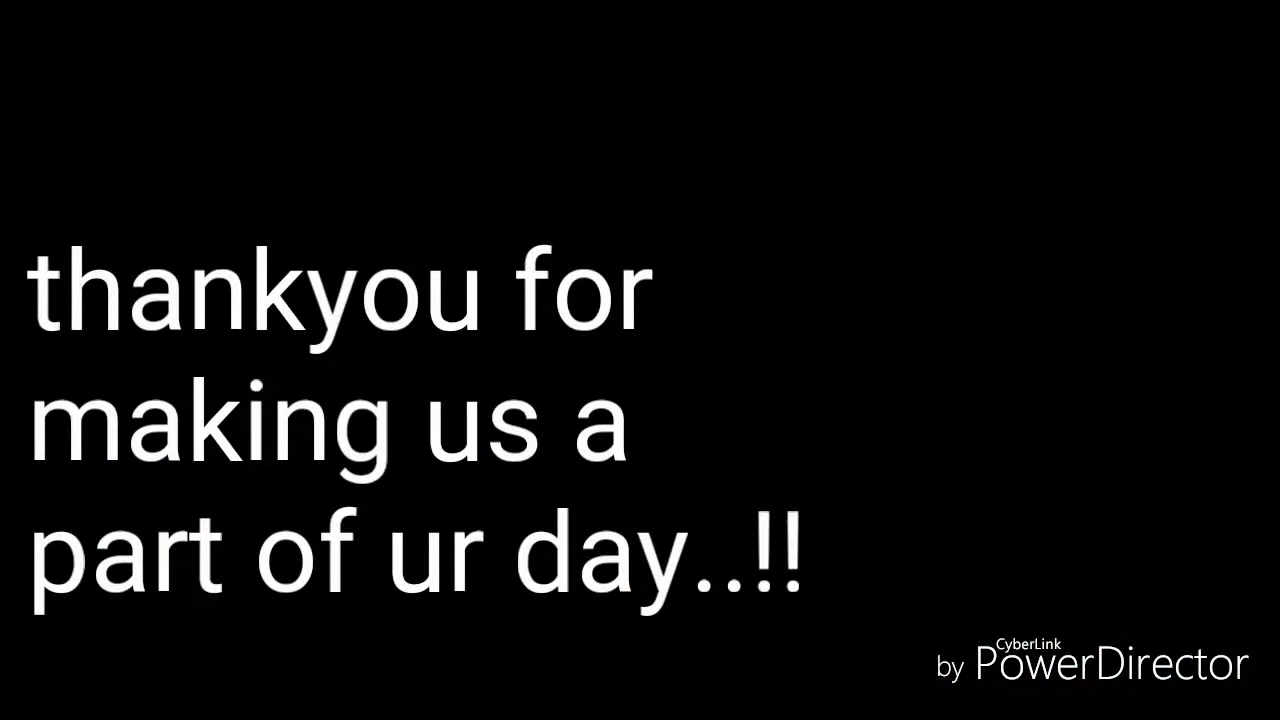 thankyou for
making us a
part of ur day..!!
CyberLink
by PowerDirector